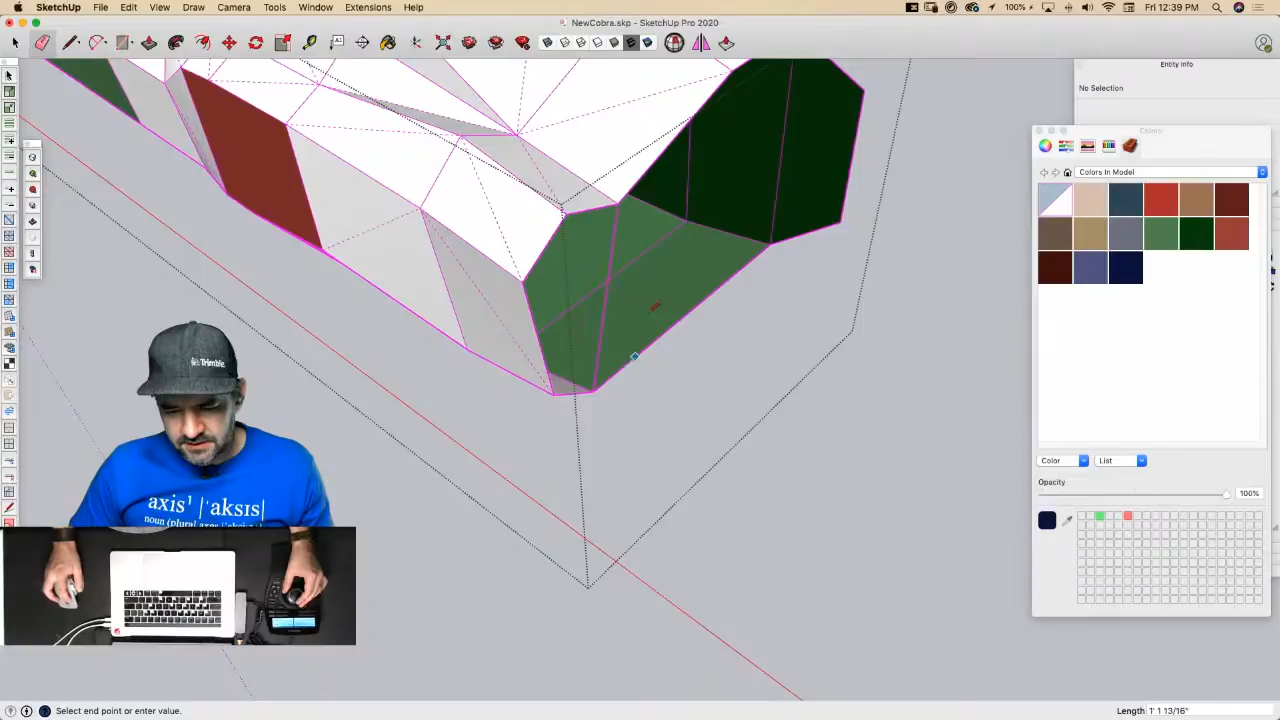 SketchUp File Edit View Draw Camera Tools Window Extensions Help
100% Fri 12:39 PM
NewCobra.skp - SketchUp Pro 2020
Entity Info
No Selection
Colors
Colors In Model
Color List
Opacity
100%
Trimble
axis¹ |ˈaksɪs|
Select end point or enter value.
Length 1' 1 13/16"